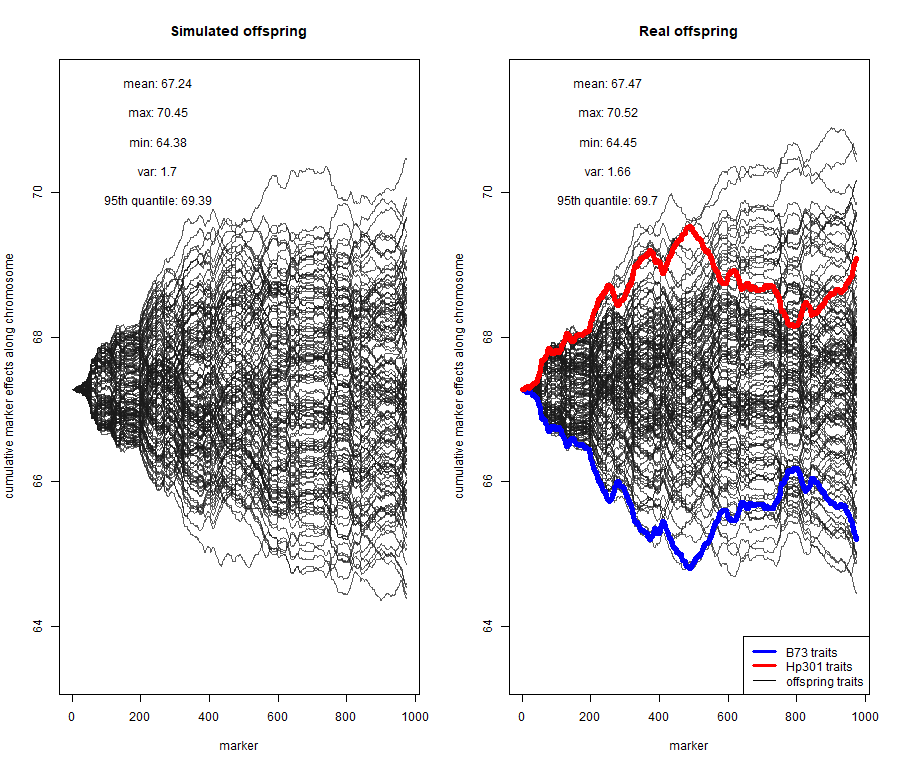 Simulated offspring
mean: 67.24
max: 70.45
min: 64.38
var: 1.7
95th quantile: 69.39
cumulative marker effects along chromosome
70
68
66
64
0 200 400 600 800 1000
marker
Real offspring
mean: 67.47
max: 70.52
min: 64.45
var: 1.66
95th quantile: 69.7
cumulative marker effects along chromosome
70
68
66
64
B73 traits
Hp301 traits
offspring traits
0 200 400 600 800 1000
marker